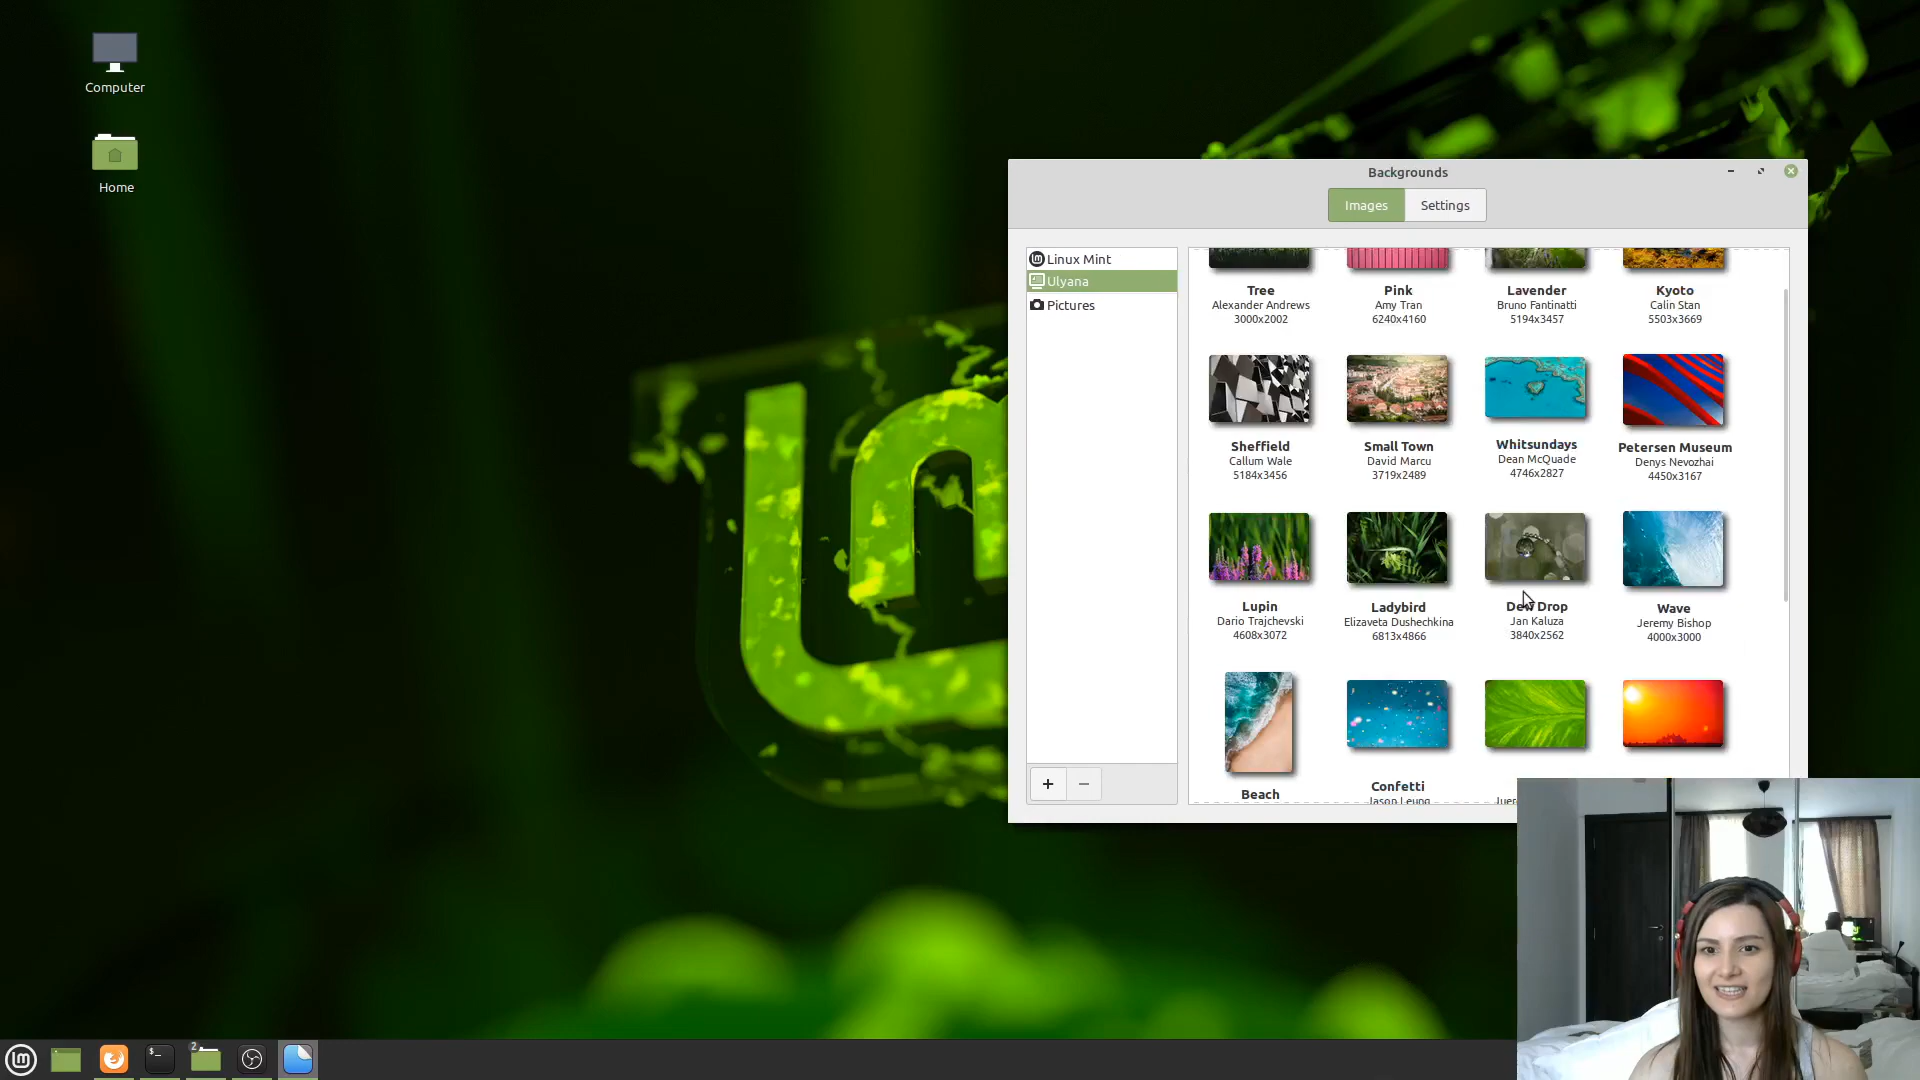 Computer
Home
Backgrounds
Images Settings
Linux Mint
Ulyana
Pictures
Tree
Alexander Andrews
3000x2002
Pink
Amy Tran
6240x4160
Lavender
Bruno Fantinatti
5194x3457
Kyoto
Calin Stan
5503x3669
Sheffield
Callum Wale
5184x3456
Small Town
David Marcu
3719x2489
Whitsundays
Dean McQuade
4746x2827
Petersen Museum
Denys Nevozhai
4450x3167
Lupin
Dario Trajchevski
4608x3072
Ladybird
Elizaveta Dushechkina
6813x4866
Dew Drop
Jan Kaluza
3840x2562
Wave
Jeremy Bishop
4000x3000
Beach
Confetti
Jason Leung
2